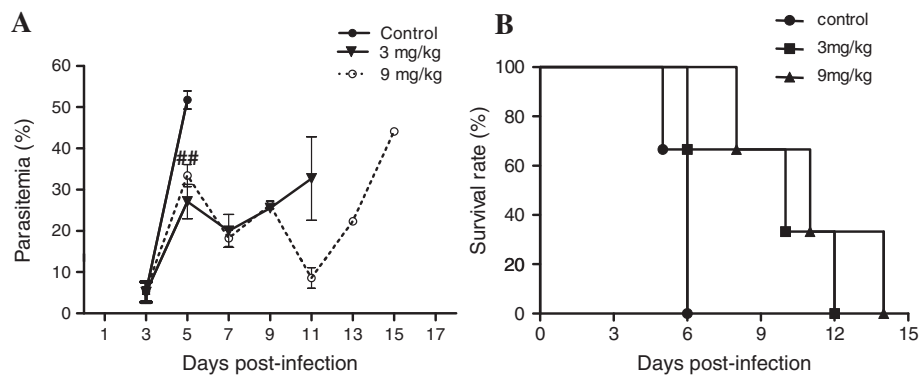 A
Control
3 mg/kg
9 mg/kg
Parasitemia (%)
60
50
40
30
20
10
0
##
1 3 5 7 9 11 13 15 17
Days post-infection
B
control
3mg/kg
9mg/kg
Survival rate (%)
100
80
60
40
20
0
0 3 6 9 12 15
Days post-infection